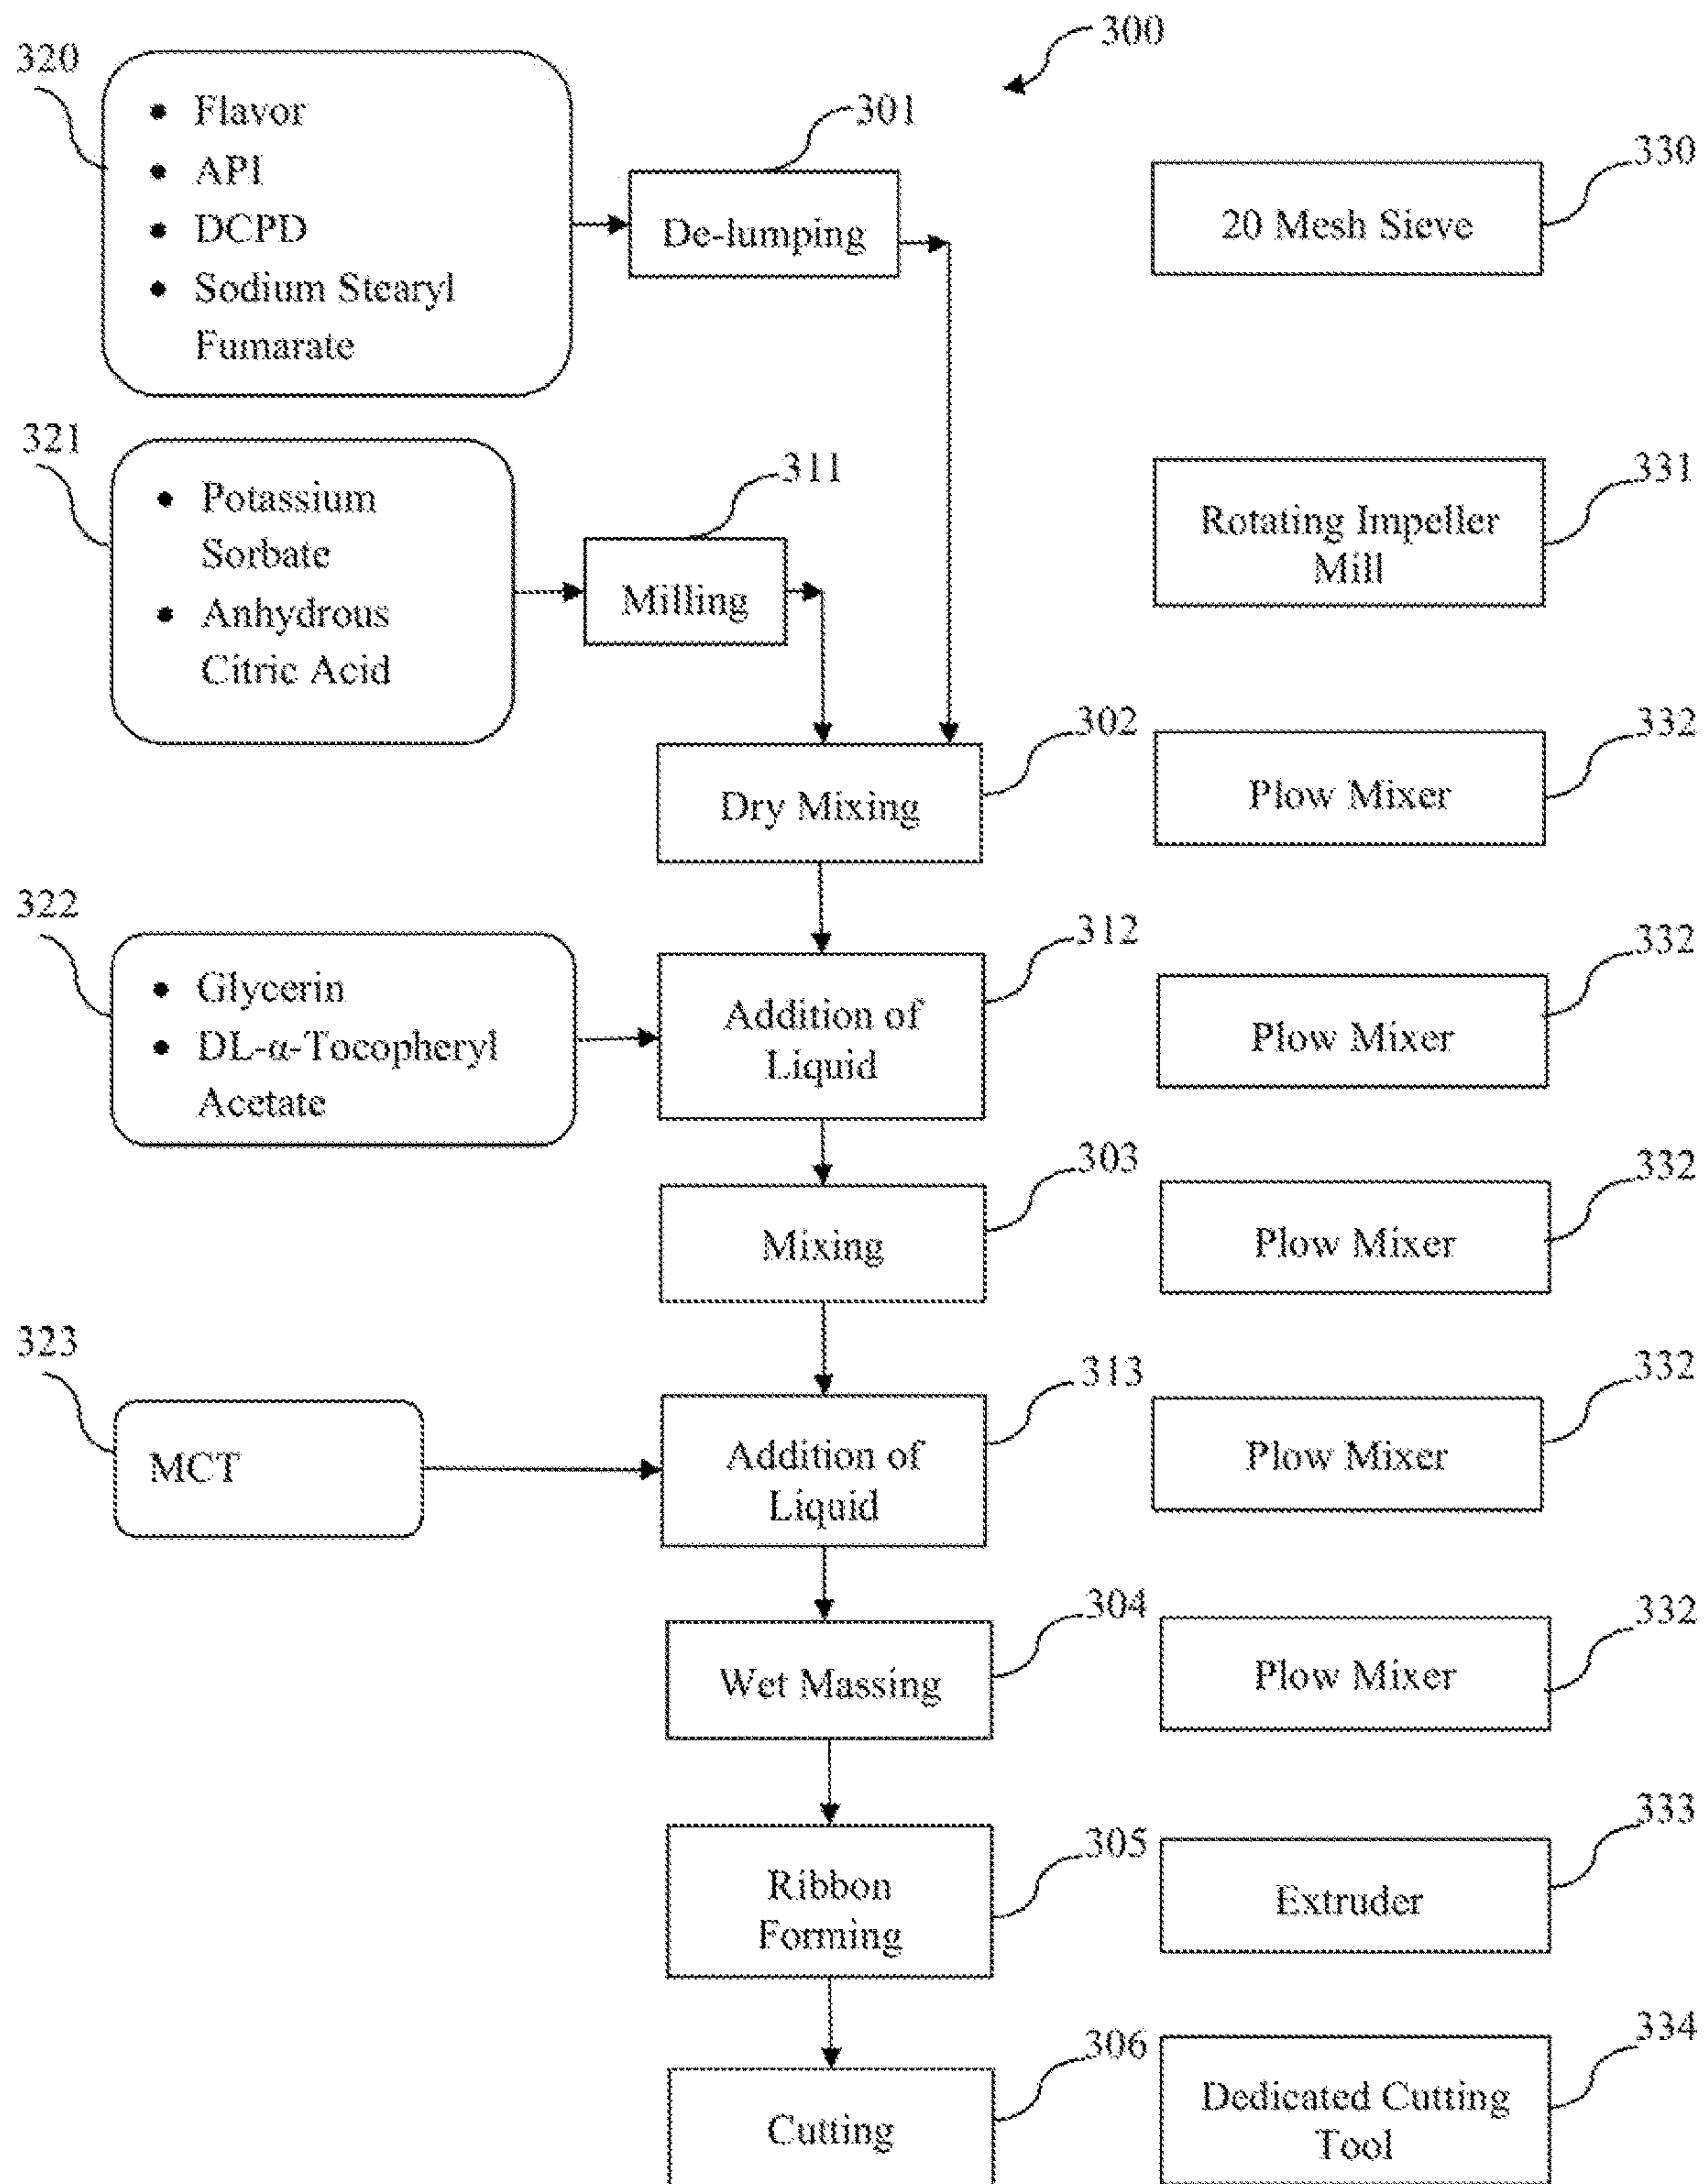 300
320
• Flavor
• API
• DCPD
• Sodium Stearyl
Fumarate
301
De-lumping
330
20 Mesh Sieve
321
• Potassium
Sorbate
• Anhydrous
Citric Acid
311
Milling
331
Rotating Impeller
Mill
302
Dry Mixing
332
Plow Mixer
322
• Glycerin
• DL-α-Tocopheryl
Acetate
312
Addition of
Liquid
332
Plow Mixer
303
Mixing
332
Plow Mixer
323
MCT
313
Addition of
Liquid
332
Plow Mixer
304
Wet Massing
332
Plow Mixer
305
Ribbon
Forming
333
Extruder
306
Cutting
334
Dedicated Cutting
Tool